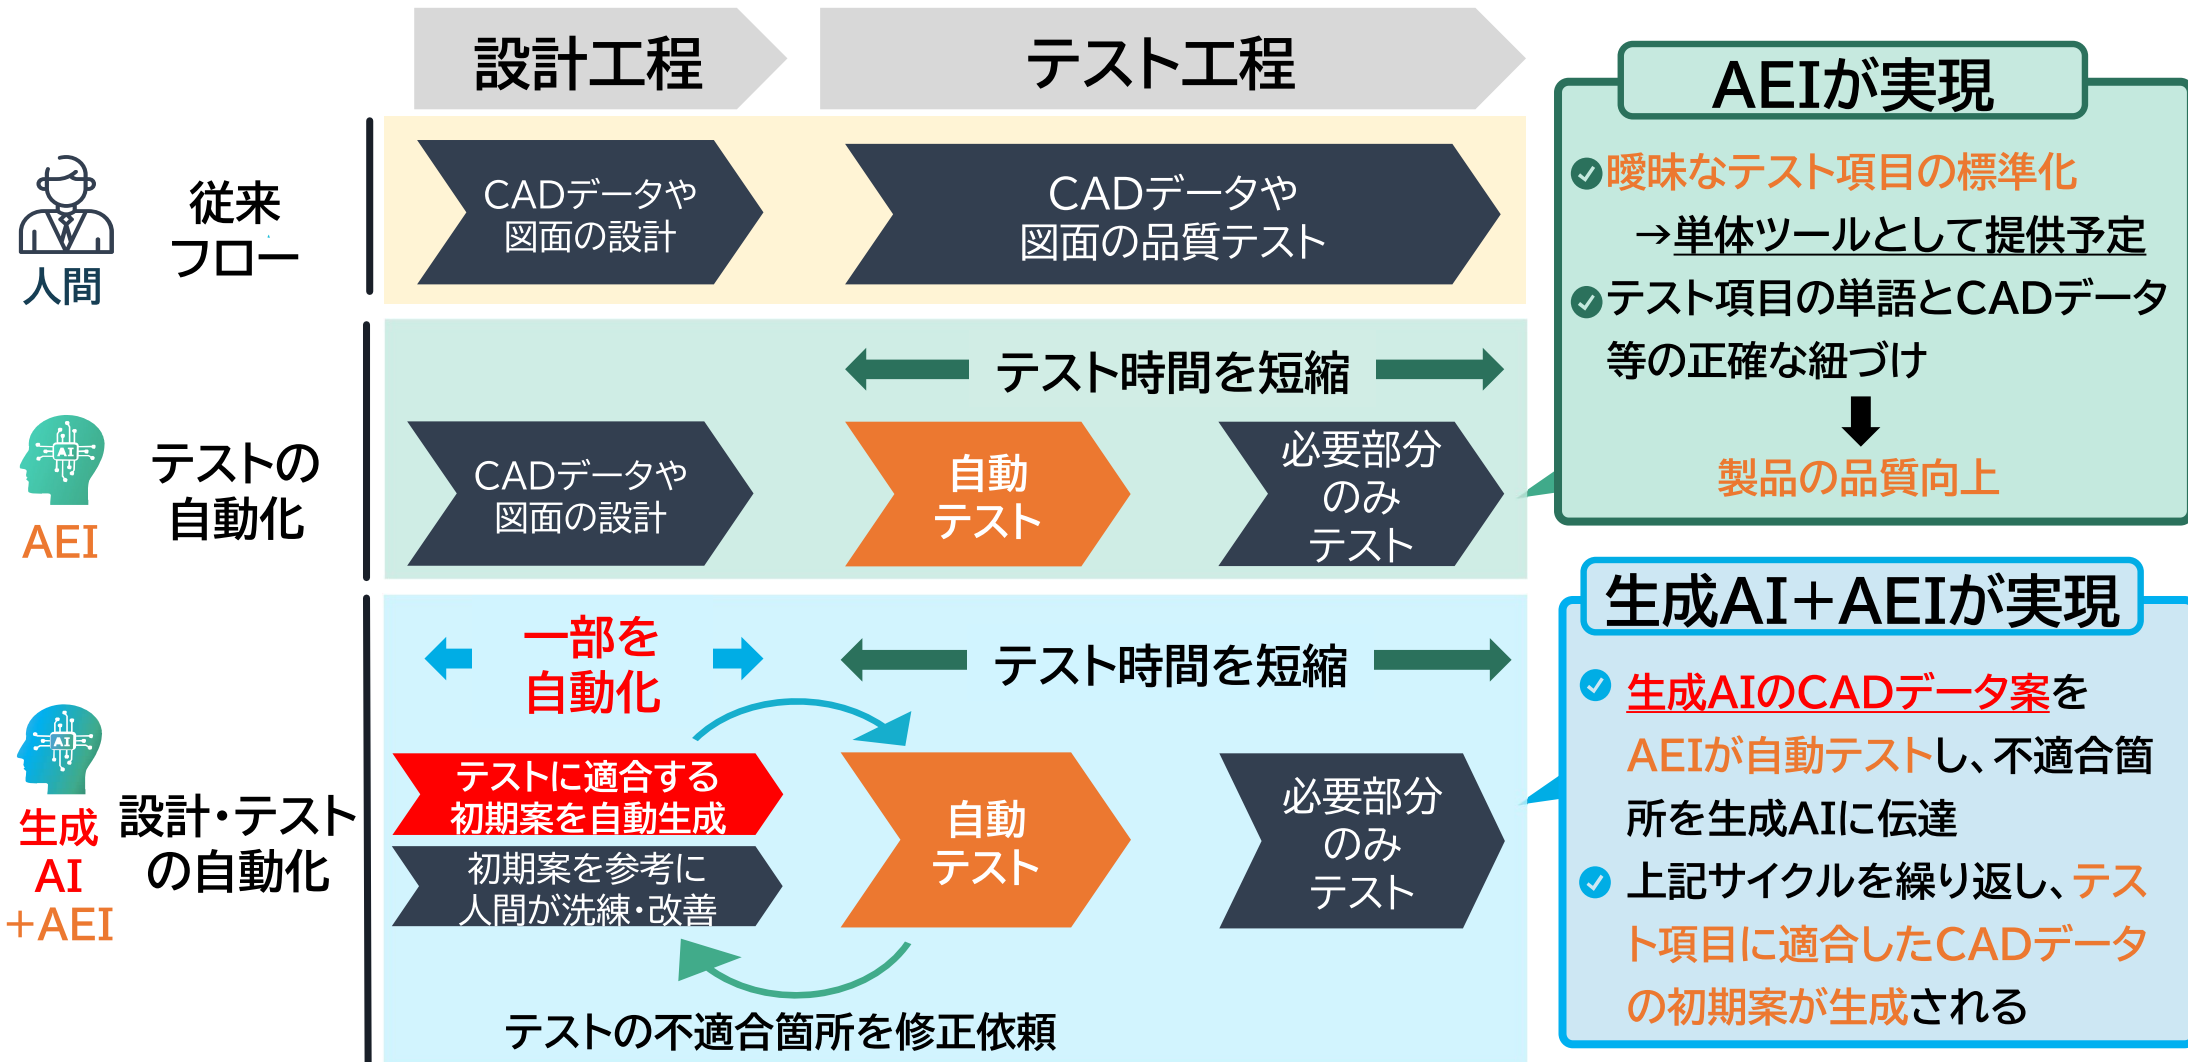 設計工程
テスト工程
人間
従来
フロー
CADデータや
図面の設計
CADデータや
図面の品質テスト
AI
AEI
テストの
自動化
テスト時間を短縮
CADデータや
図面の設計
自動
テスト
必要部分
のみ
テスト
AI
生成
AI
+AEI
設計・テスト
の自動化
一部を
自動化
テスト時間を短縮
テストに適合する
初期案を自動生成
初期案を参考に
人間が洗練・改善
自動
テスト
必要部分
のみ
テスト
テストの不適合箇所を修正依頼
AEIが実現
曖昧なテスト項目の標準化
→単体ツールとして提供予定
テスト項目の単語とCADデータ
等の正確な紐づけ
製品の品質向上
生成AI+AEIが実現
生成AIのCADデータ案を
AEIが自動テストし、不適合箇
所を生成AIに伝達
上記サイクルを繰り返し、テス
ト項目に適合したCADデータ
の初期案が生成される